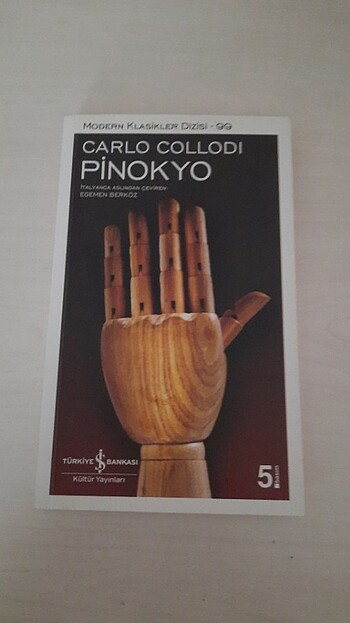 MODERN KLASİKLER DİZİSİ - 99
CARLO COLLODI
PİNOKYO
İTALYANCA ASLINDAN ÇEVİREN:
EGEMEN BERKÖZ
TÜRKİYE İŞ BANKASI
Kültür Yayınları
5
Basım